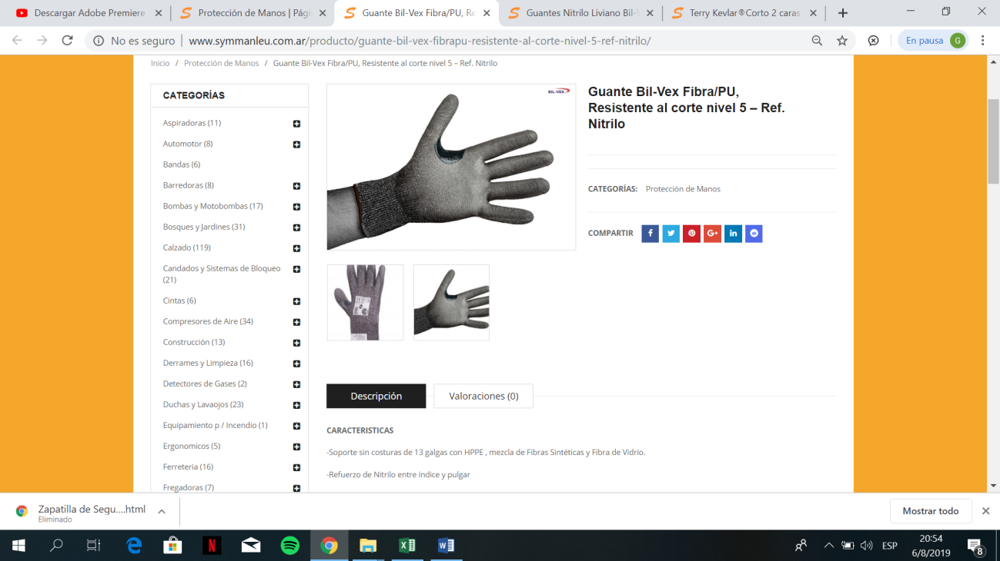 Descargar Adobe Premiere
Protección de Manos | Pági
Guante Bil-Vex Fibra/PU, Re
Guantes Nitrilo Liviano Bil-V
Terry Kevlar®Corto 2 caras
No es seguro | www.symmanleu.com.ar/producto/guante-bil-vex-fibrapu-resistente-al-corte-nivel-5-ref-nitrilo/
En pausa G
Inicio / Protección de Manos / Guante Bil-Vex Fibra/PU, Resistente al corte nivel 5 – Ref. Nitrilo
CATEGORÍAS
Aspiradoras (11)
Automotor (8)
Bandas (6)
Barredoras (8)
Bombas y Motobombas (17)
Bosques y Jardines (31)
Calzado (119)
Candados y Sistemas de Bloqueo
(21)
Cintas (6)
Compresores de Aire (34)
Construcción (13)
Derrames y Limpieza (16)
Detectores de Gases (2)
Duchas y Lavaojos (23)
Equipamiento p / Incendio (1)
Ergonomicos (5)
Ferreteria (16)
Fregadoras (7)
BIL-VEX
Guante Bil-Vex Fibra/PU,
Resistente al corte nivel 5 – Ref.
Nitrilo
CATEGORÍAS: Protección de Manos
COMPARTIR
Descripción
Valoraciones (0)
CARACTERISTICAS
-Soporte sin costuras de 13 galgas con HPPE , mezcla de Fibras Sintéticas y Fibra de Vidrio.
-Refuerzo de Nitrilo entre indice y pulgar
Zapatilla de Segu....html
Eliminado
Mostrar todo
ESP
20:54
6/8/2019
8